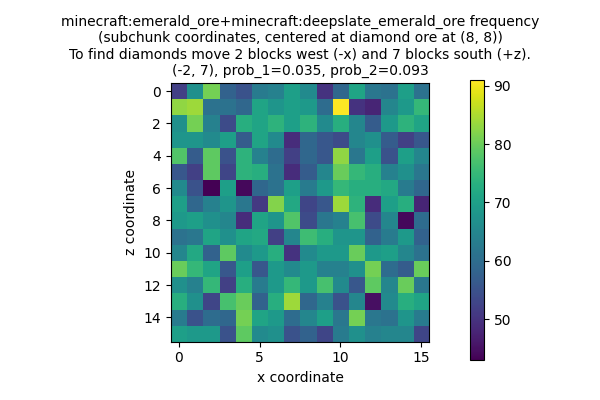 minecraft:emerald_ore+minecraft:deepslate_emerald_ore frequency
(subchunk coordinates, centered at diamond ore at (8, 8))
To find diamonds move 2 blocks west (-x) and 7 blocks south (+z).
(-2, 7), prob_1=0.035, prob_2=0.093
0
2
4
6
8
10
12
14
z coordinate
0
5
10
15
x coordinate
90
80
70
60
50